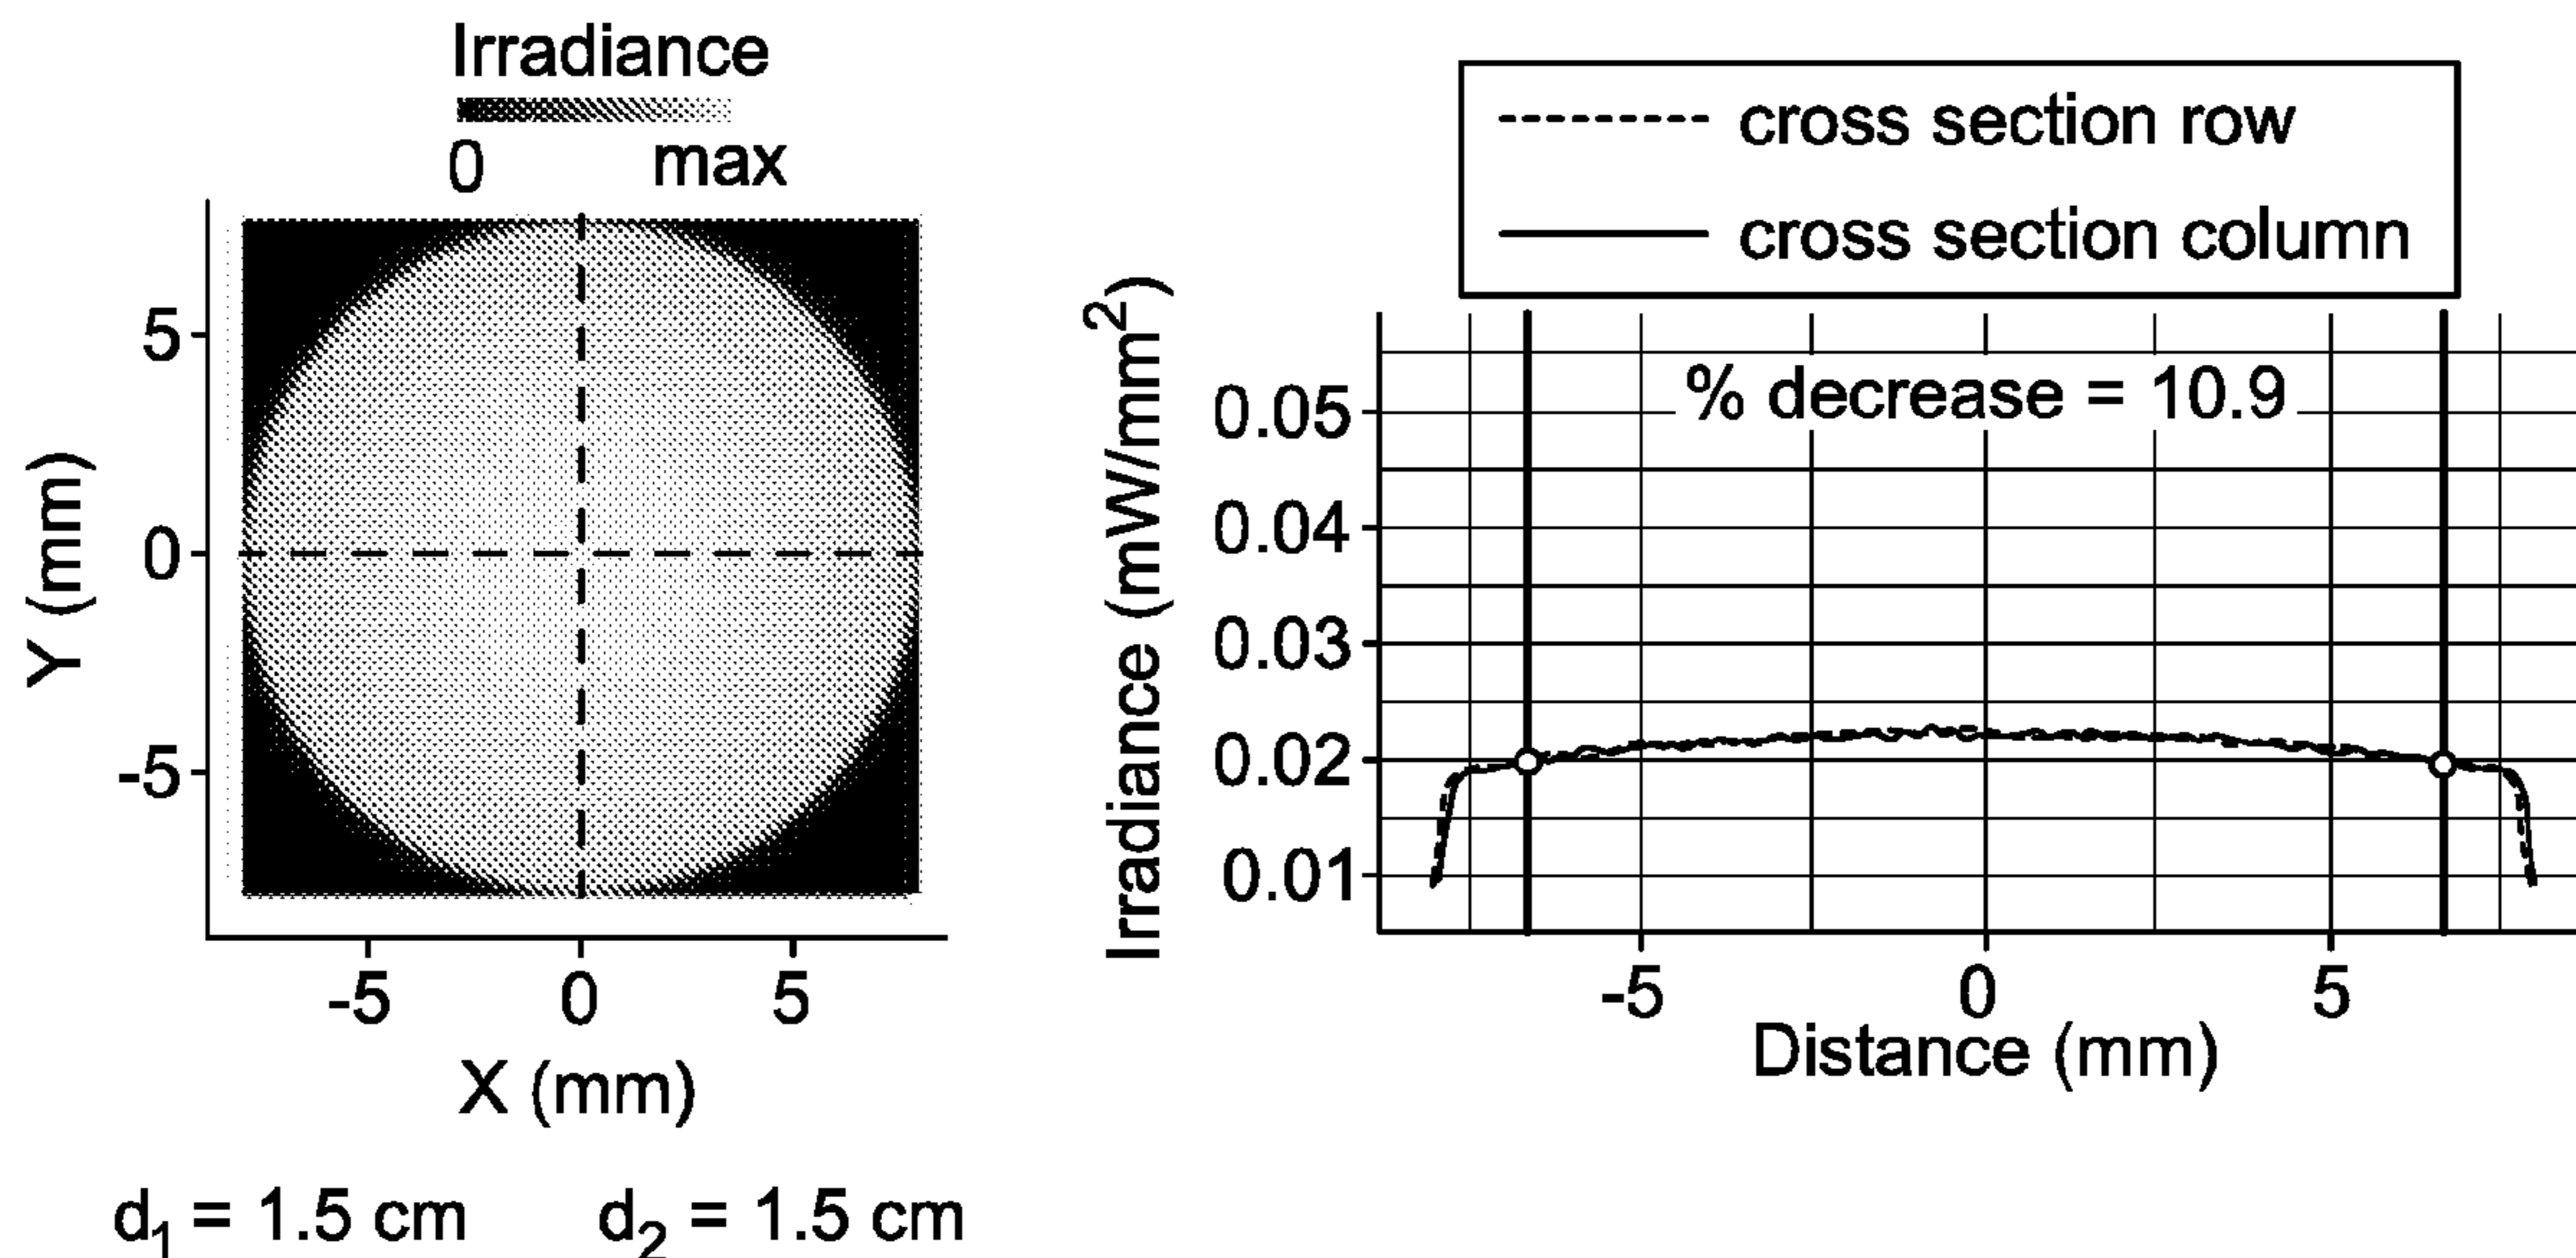 Irradiance
0 max
Y (mm)
5
0
-5
-5 0 5
X (mm)
d₁ = 1.5 cm d₂ = 1.5 cm
cross section row
cross section column
Irradiance (mW/mm²)
% decrease = 10.9
0.05
0.04
0.03
0.02
0.01
-5 0 5
Distance (mm)